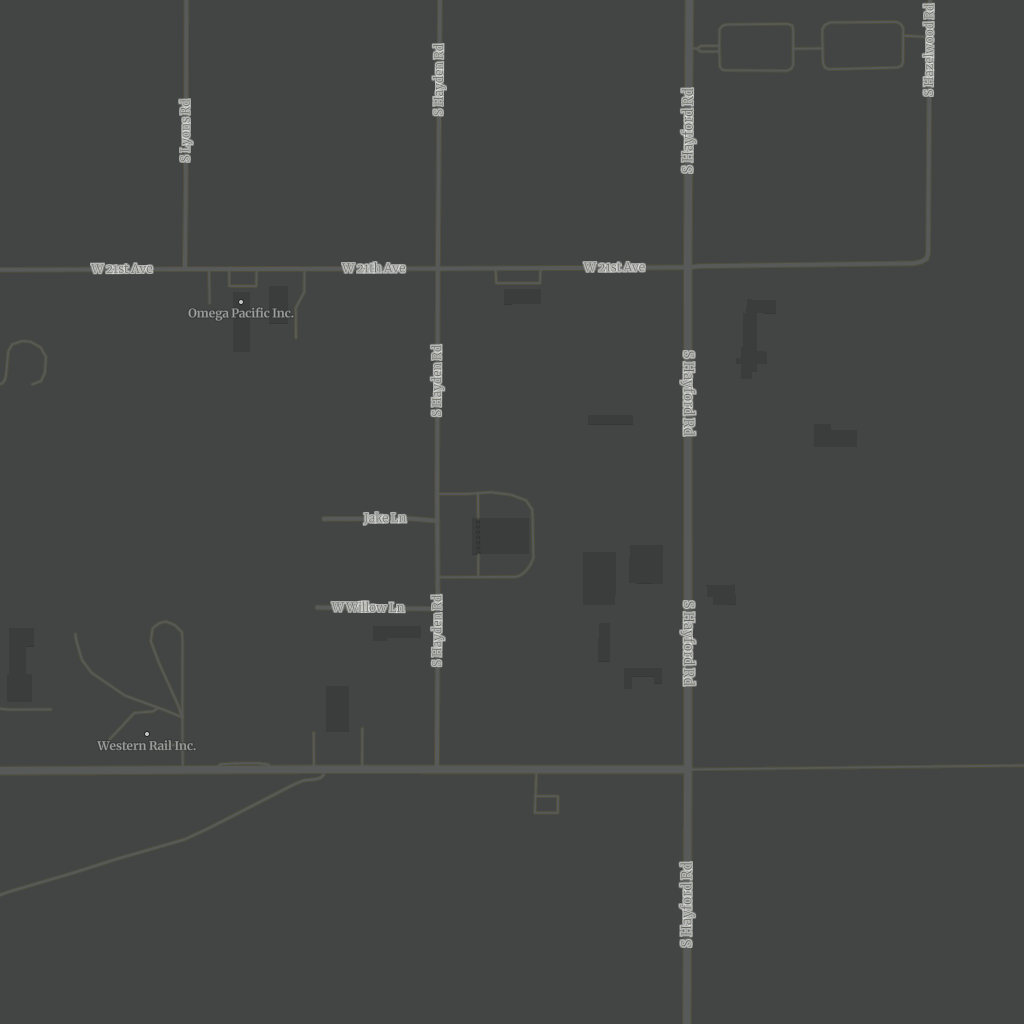 S Hazelwood Rd
S Hayden Rd
S Lyons Rd
S Hayford Rd
W 21st Ave
W 21th Ave
W 21st Ave
Omega Pacific Inc.
S Hayden Rd
S Hayford Rd
Jake Ln
W Willow Ln
S Hayden Rd
S Hayford Rd
Western Rail Inc.
S Hayford Rd